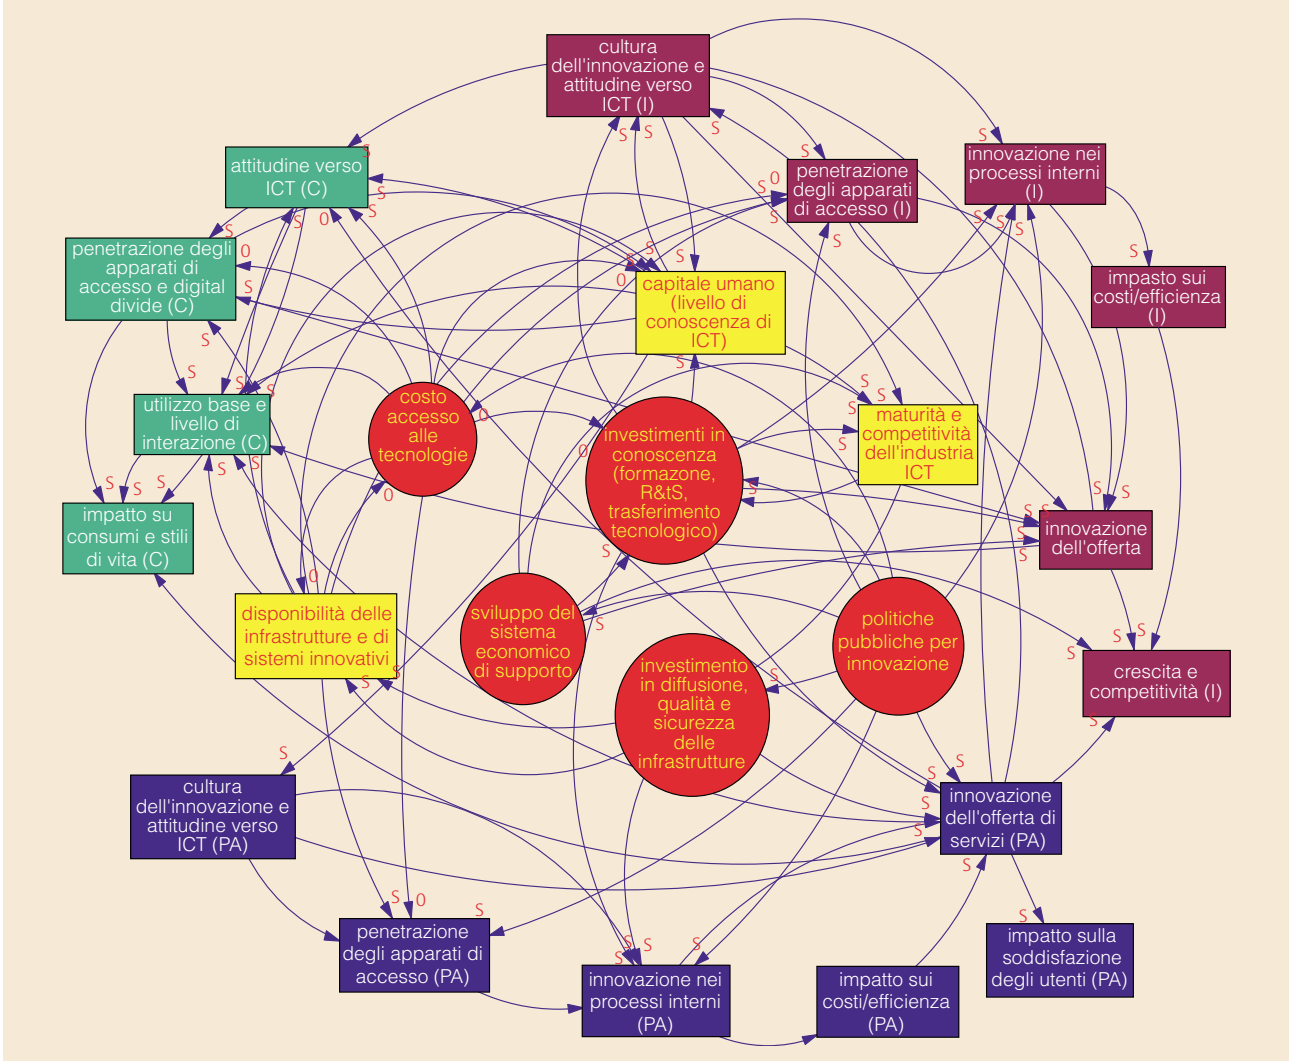 cultura
dell'innovazione e
attitudine verso
ICT (I)
attitudine verso
ICT (C)
penetrazione
degli apparati
di accesso (I)
innovazione nei
processi interni
(I)
penetrazione degli
apparati di
accesso e digital
divide (C)
capitale umano
(livello di
conoscenza di
ICT)
impasto sui
costi/efficienza
(I)
utilizzo base e
livello di
interazione (C)
costo
accesso
alle
tecnologie
investimenti in
conoscenza
(formazone,
R&tS,
trasferimento
tecnologico)
maturità e
competitività
dell'industria
ICT
impatto su
consumi e stili
di vita (C)
innovazione
dell'offerta
disponibilità delle
infrastrutture e di
sistemi innovativi
sviluppo del
sistema
economico
di supporto
politiche
pubbliche per
innovazione
investimento
in diffusione,
qualità e
sicurezza
delle
infrastrutture
crescita e
competitività (I)
cultura
dell'innovazione e
attitudine verso
ICT (PA)
innovazione
dell'offerta di
servizi (PA)
penetrazione
degli apparati di
accesso (PA)
innovazione nei
processi interni
(PA)
impatto sui
costi/efficienza
(PA)
impatto sulla
soddisfazione
degli utenti (PA)